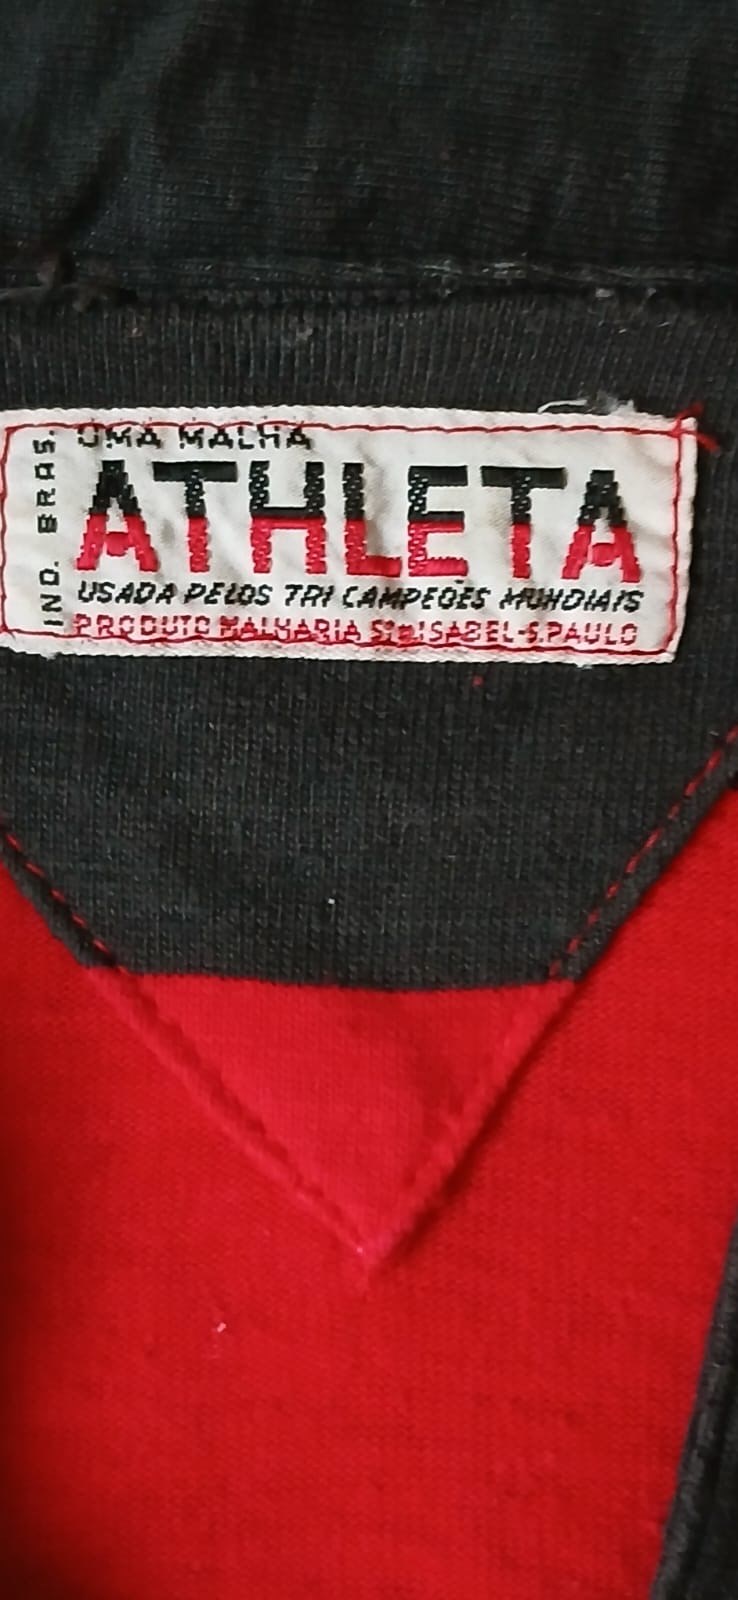 IND. BRAS.
UMA MALHA
ATHLETA
USADA PELOS TRI CAMPEÕES MUNDIAIS
PRODUTO MALHARIA Sta ISABEL-S.PAULO